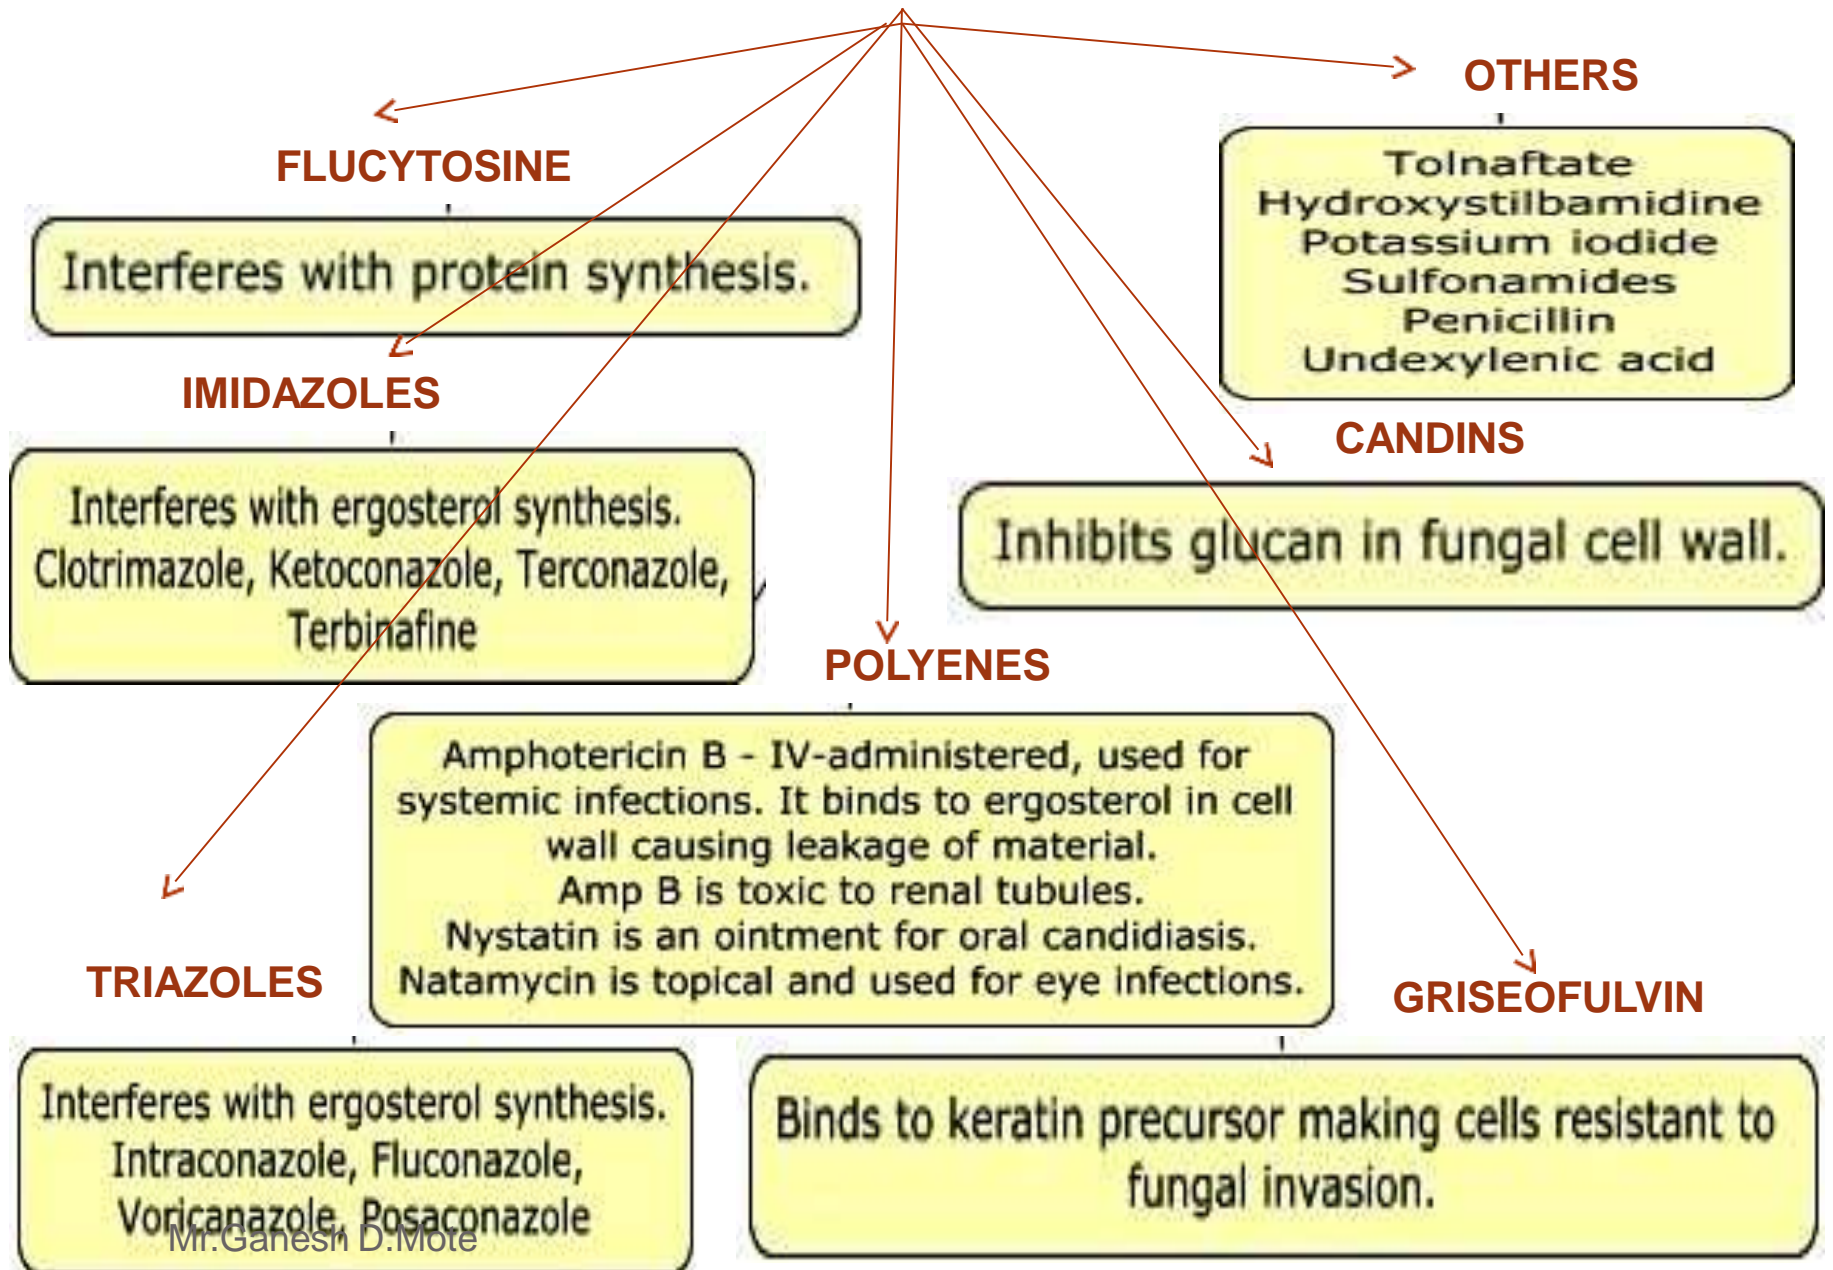 OTHERS
Tolnaftate
Hydroxystilbamidine
Potassium iodide
Sulfonamides
Penicillin
Undexylenic acid
FLUCYTOSINE
Interferes with protein synthesis.
IMIDAZOLES
Interferes with ergosterol synthesis.
Clotrimazole, Ketoconazole, Terconazole,
Terbinafine
CANDINS
Inhibits glucan in fungal cell wall.
POLYENES
Amphotericin B - IV-administered, used for
systemic infections. It binds to ergosterol in cell
wall causing leakage of material.
Amp B is toxic to renal tubules.
Nystatin is an ointment for oral candidiasis.
Natamycin is topical and used for eye infections.
TRIAZOLES
Interferes with ergosterol synthesis.
Intraconazole, Fluconazole,
Voricanazole, Posaconazole
GRISEOFULVIN
Binds to keratin precursor making cells resistant to
fungal invasion.
Mr.Ganesh D.Mote